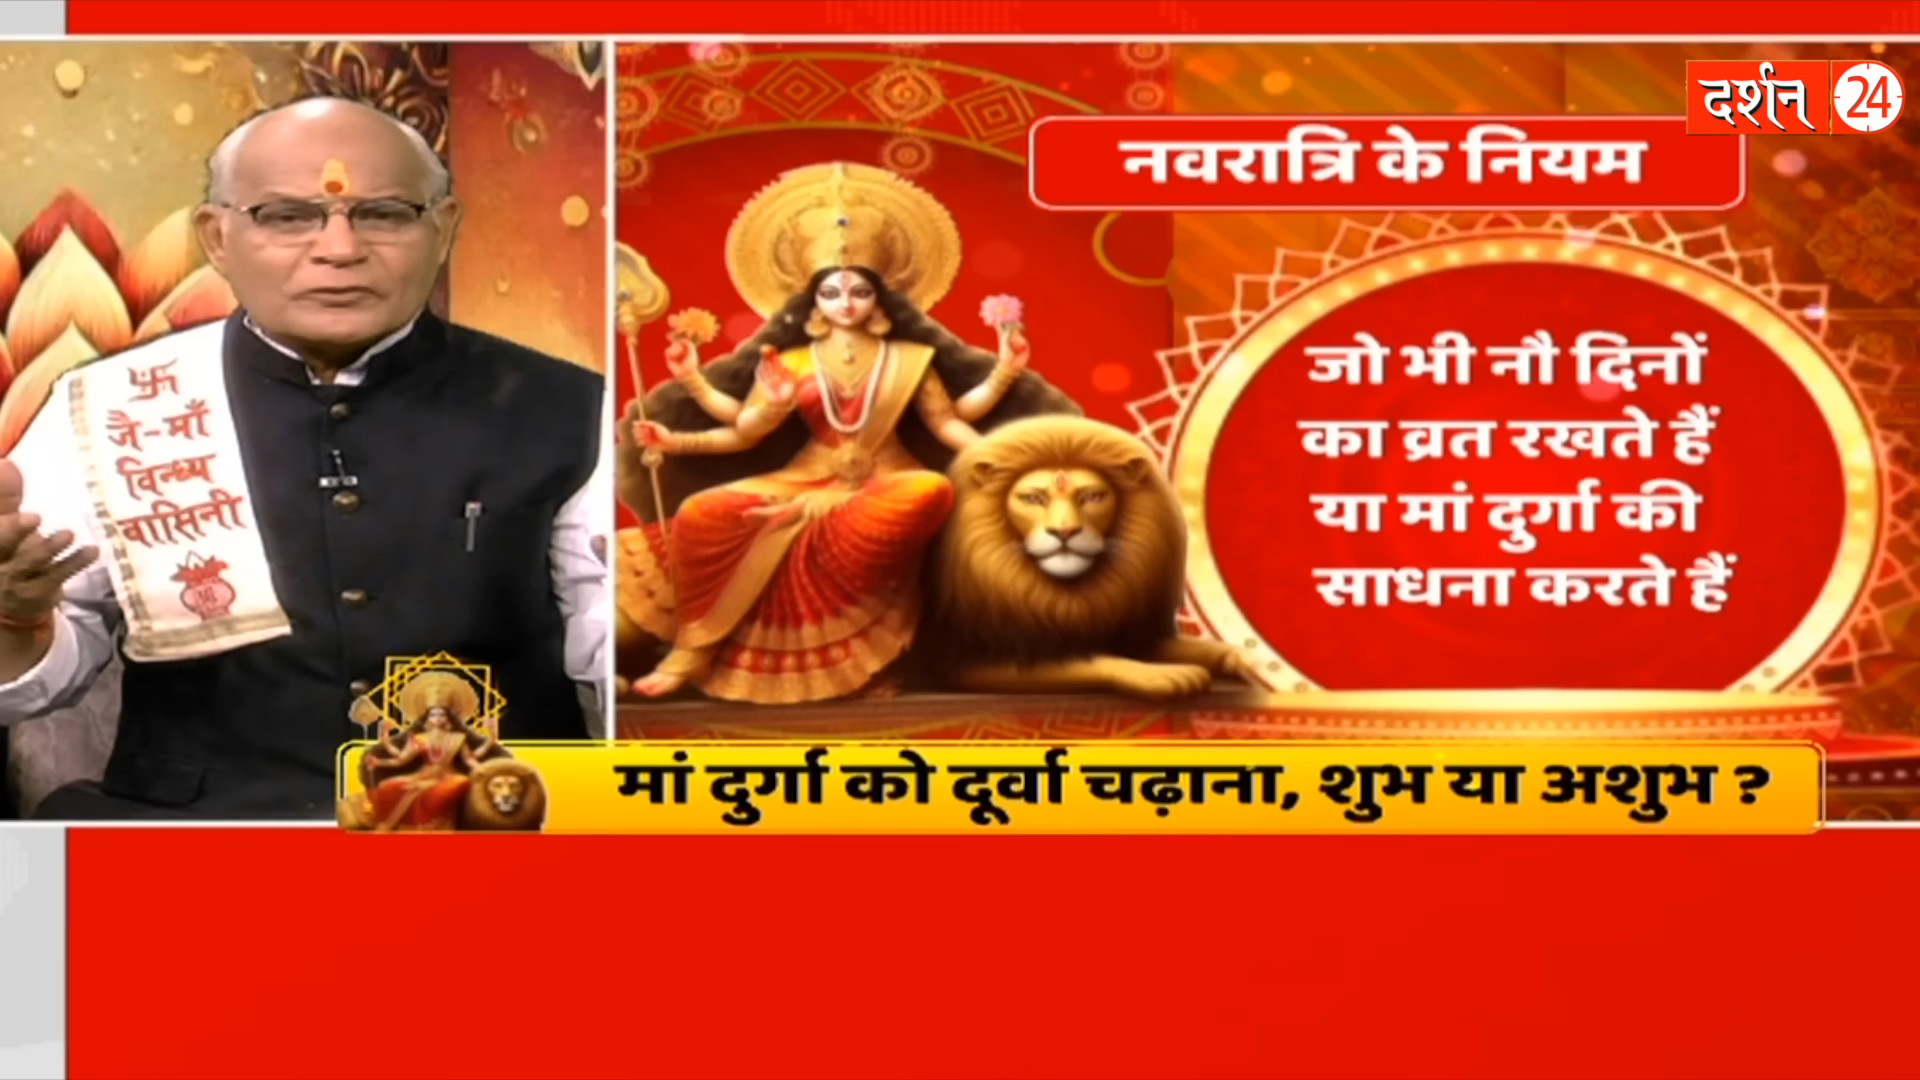 दर्शन 24
नवरात्रि के नियम
जो भी नौ दिनों
का व्रत रखते हैं
या मां दुर्गा की
साधना करते हैं
जै-माँ
विन्ध्य
वासिनी
मां दुर्गा को दूर्वा चढ़ाना, शुभ या अशुभ ?